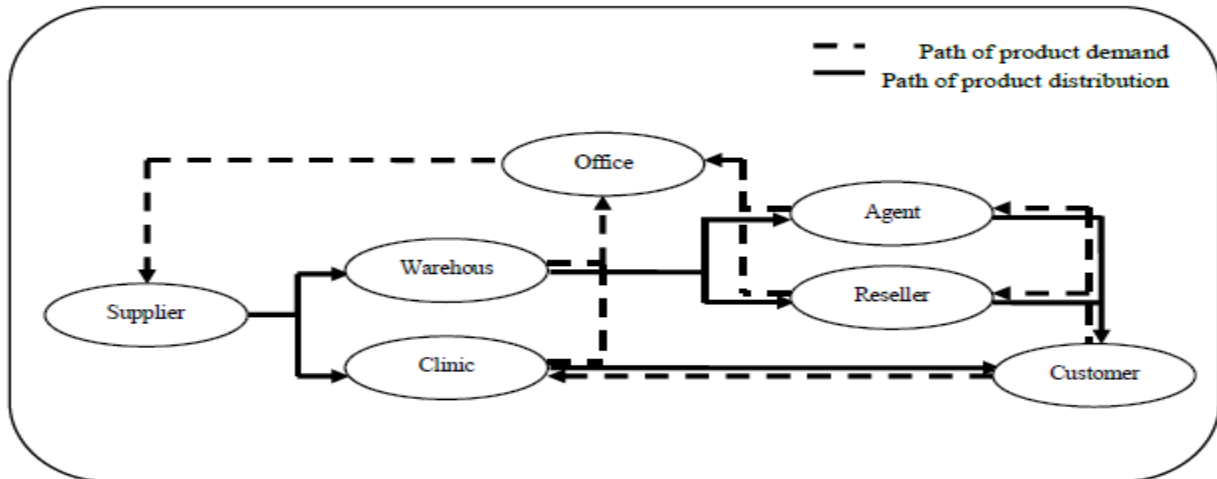 Path of product demand
Path of product distribution
Office
Agent
Warehous
Reseller
Supplier
Clinic
Customer